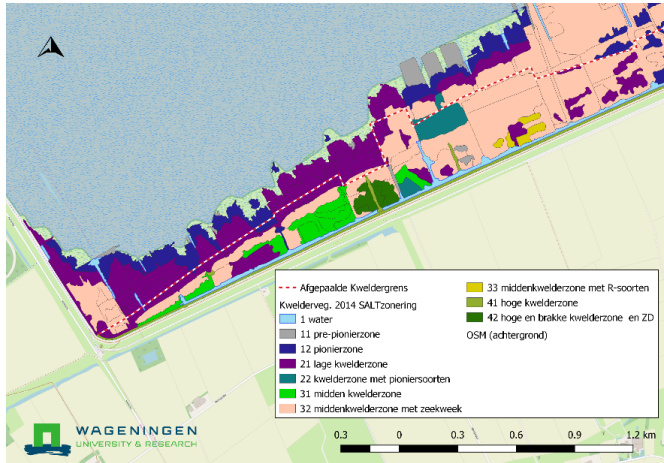 Afgepaalde Kweldergrens
Kwelderveg. 2014 SALTzonering
1 water
11 pre-pionierzone
12 pionierzone
21 lage kwelderzone
22 kwelderzone met pioniersoorten
31 midden kwelderzone
32 middenkwelderzone met zeekweek
33 middenkwelderzone met R-soorten
41 hoge kwelderzone
42 hoge en brakke kwelderzone en ZD
OSM (achtergrond)
WAGENINGEN
UNIVERSITY & RESEARCH
0.3 0 0.3 0.6 0.9 1.2 km